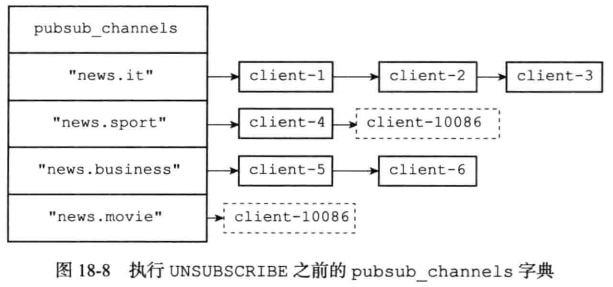 pubsub_channels
"news.it" client-1 client-2 client-3
"news.sport" client-4 client-10086
"news.business" client-5 client-6
"news.movie" client-10086
图 18-8 执行 UNSUBSCRIBE 之前的 pubsub_channels 字典